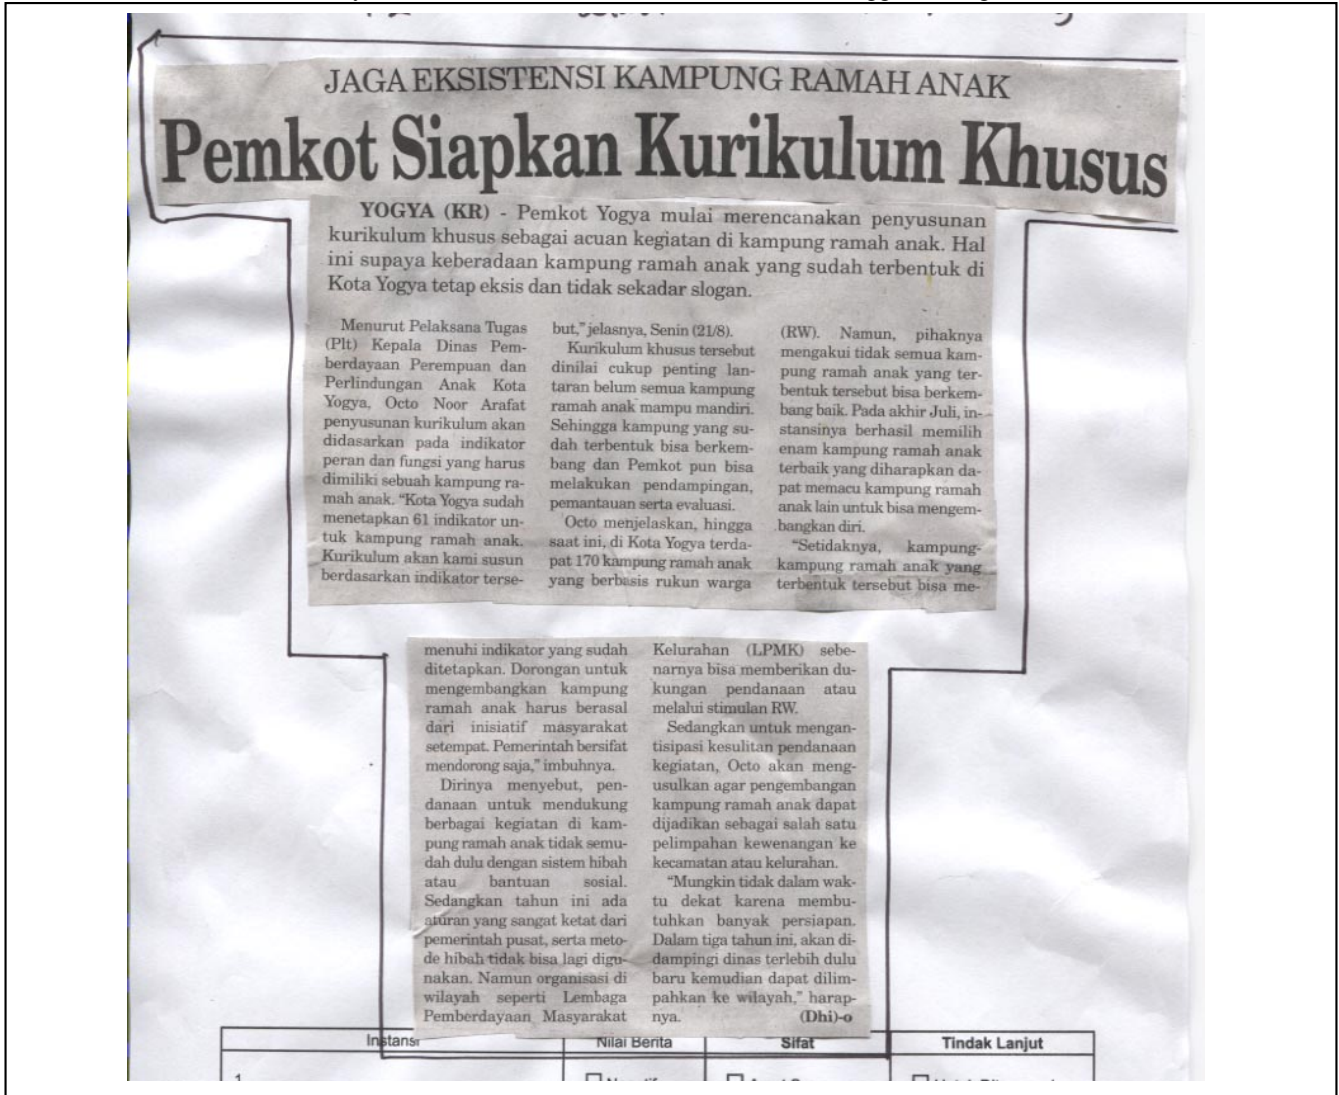 JAGA EKSISTENSI KAMPUNG RAMAH ANAK
Pemkot Siapkan Kurikulum Khusus
YOGYA (KR) - Pemkot Yogya mulai merencanakan penyusunan
kurikulum khusus sebagai acuan kegiatan di kampung ramah anak. Hal
ini supaya keberadaan kampung ramah anak yang sudah terbentuk di
Kota Yogya tetap eksis dan tidak sekadar slogan.
Menurut Pelaksana Tugas
(Plt) Kepala Dinas Pem-
berdayaan Perempuan dan
Perlindungan Anak Kota
Yogya, Octo Noor Arafat
penyusunan kurikulum akan
didasarkan pada indikator
peran dan fungsi yang harus
dimiliki sebuah kampung ra-
mah anak. “Kota Yogya sudah
menetapkan 61 indikator un-
tuk kampung ramah anak.
Kurikulum akan kami susun
berdasarkan indikator terse-
but,” jelasnya, Senin (21/8).
Kurikulum khusus tersebut
dinilai cukup penting lan-
taran belum semua kampung
ramah anak mampu mandiri.
Sehingga kampung yang su-
dah terbentuk bisa berkem-
bang dan Pemkot pun bisa
melakukan pendampingan,
pemantauan serta evaluasi.
Octo menjelaskan, hingga
saat ini, di Kota Yogya terda-
pat 170 kampung ramah anak
yang berbasis rukun warga
(RW). Namun, pihaknya
mengakui tidak semua kam-
pung ramah anak yang ter-
bentuk tersebut bisa berkem-
bang baik. Pada akhir Juli, in-
stansinya berhasil memilih
enam kampung ramah anak
terbaik yang diharapkan da-
pat memacu kampung ramah
anak lain untuk bisa mengem-
bangkan diri.
“Setidaknya, kampung-
kampung ramah anak yang
terbentuk tersebut bisa me-
menuhi indikator yang sudah
ditetapkan. Dorongan untuk
mengembangkan kampung
ramah anak harus berasal
dari inisiatif masyarakat
setempat. Pemerintah bersifat
mendorong saja,” imbuhnya.
Dirinya menyebut, pen-
danaan untuk mendukung
berbagai kegiatan di kam-
pung ramah anak tidak semu-
dah dulu dengan sistem hibah
atau bantuan sosial.
Sedangkan tahun ini ada
aturan yang sangat ketat dari
pemerintah pusat, serta meto-
de hibah tidak bisa lagi digu-
nakan. Namun organisasi di
wilayah seperti Lembaga
Pemberdayaan Masyarakat
Kelurahan (LPMK) sebe-
narnya bisa memberikan du-
kungan pendanaan atau
melalui stimulan RW.
Sedangkan untuk mengan-
tisipasi kesulitan pendanaan
kegiatan, Octo akan meng-
usulkan agar pengembangan
kampung ramah anak dapat
dijadikan sebagai salah satu
pelimpahan kewenangan ke
kecamatan atau kelurahan.
“Mungkin tidak dalam wak-
tu dekat karena membu-
tuhkan banyak persiapan.
Dalam tiga tahun ini, akan di-
dampingi dinas terlebih dulu
baru kemudian dapat dilim-
pahkan ke wilayah,” harap-
nya. (Dhi)-o
Instansi Nilai Berita Sifat Tindak Lanjut
1